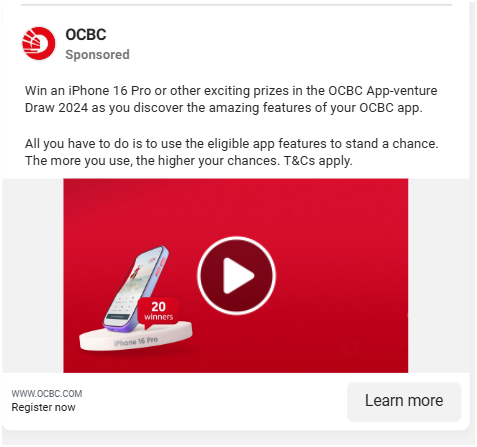 OCBC
Sponsored
Win an iPhone 16 Pro or other exciting prizes in the OCBC App-venture
Draw 2024 as you discover the amazing features of your OCBC app.
All you have to do is to use the eligible app features to stand a chance.
The more you use, the higher your chances. T&Cs apply.
20
winners
iPhone 16 Pro
WWW.OCBC.COM
Register now
Learn more